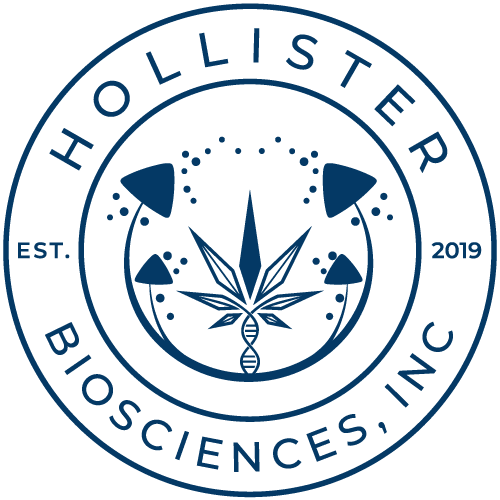 HOLLISTER
EST.
2019
BIOSCIENCES, INC